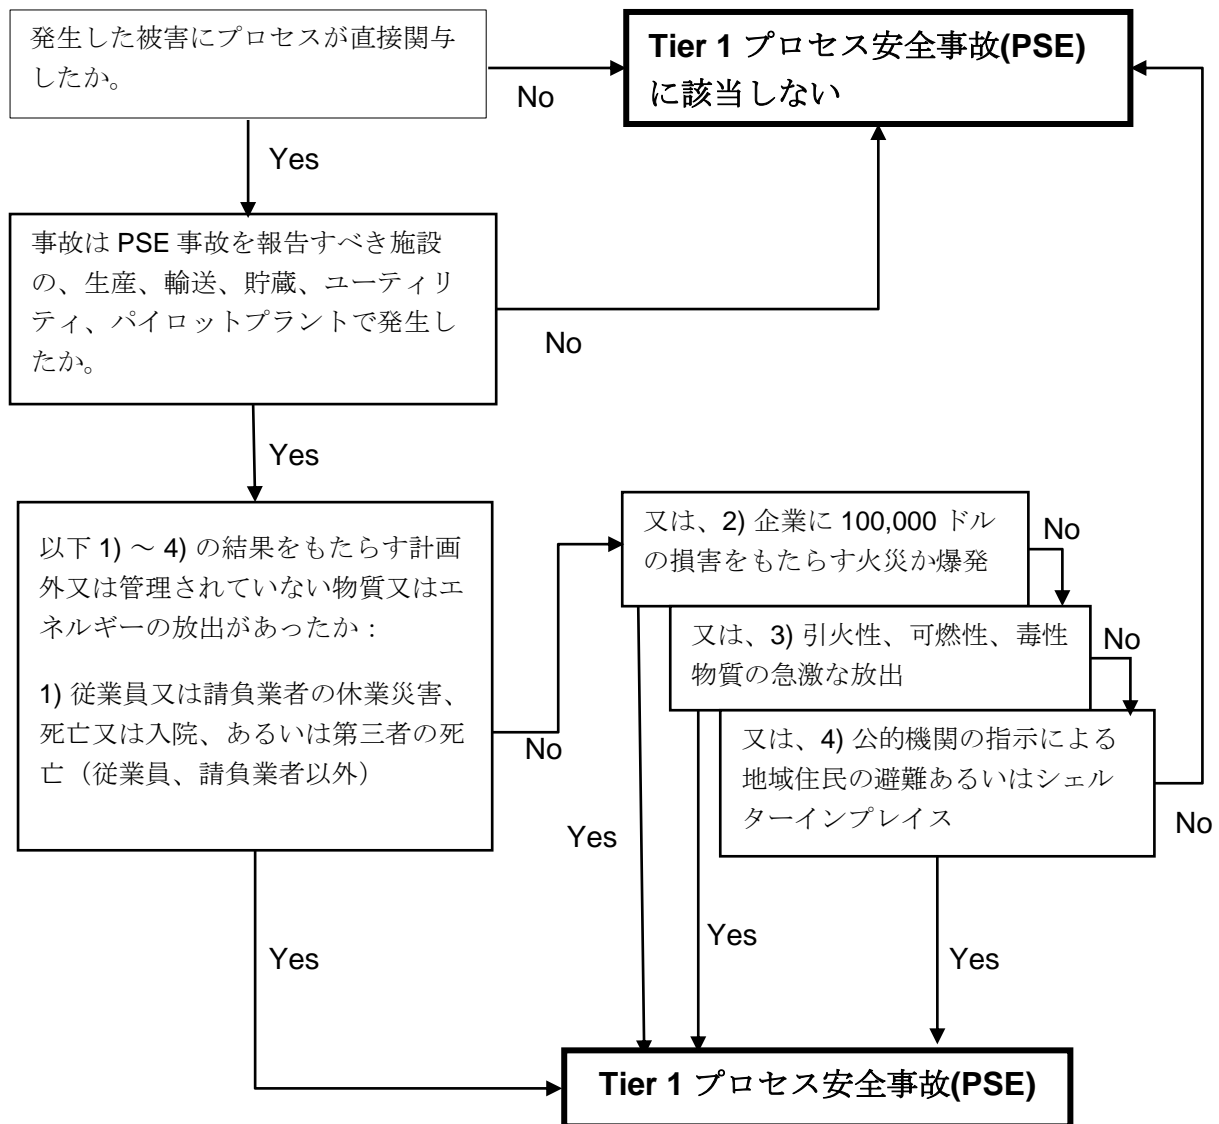 発生した被害にプロセスが直接関与
したか。
No
Tier 1 プロセス安全事故(PSE)
に該当しない
Yes
事故は PSE 事故を報告すべき施設
の、生産、輸送、貯蔵、ユーティリ
ティ、パイロットプラントで発生し
たか。
No
Yes
以下 1) ～ 4) の結果をもたらす計画
外又は管理されていない物質又はエ
ネルギーの放出があったか：
1) 従業員又は請負業者の休業災害、
死亡又は入院、あるいは第三者の死
亡（従業員、請負業者以外）
No
又は、2) 企業に 100,000 ドル
の損害をもたらす火災か爆発
No
又は、3) 引火性、可燃性、毒性
物質の急激な放出
No
又は、4) 公的機関の指示による
地域住民の避難あるいはシェル
ターインプレイス
No
Yes
Yes
Yes
Yes
Tier 1 プロセス安全事故(PSE)